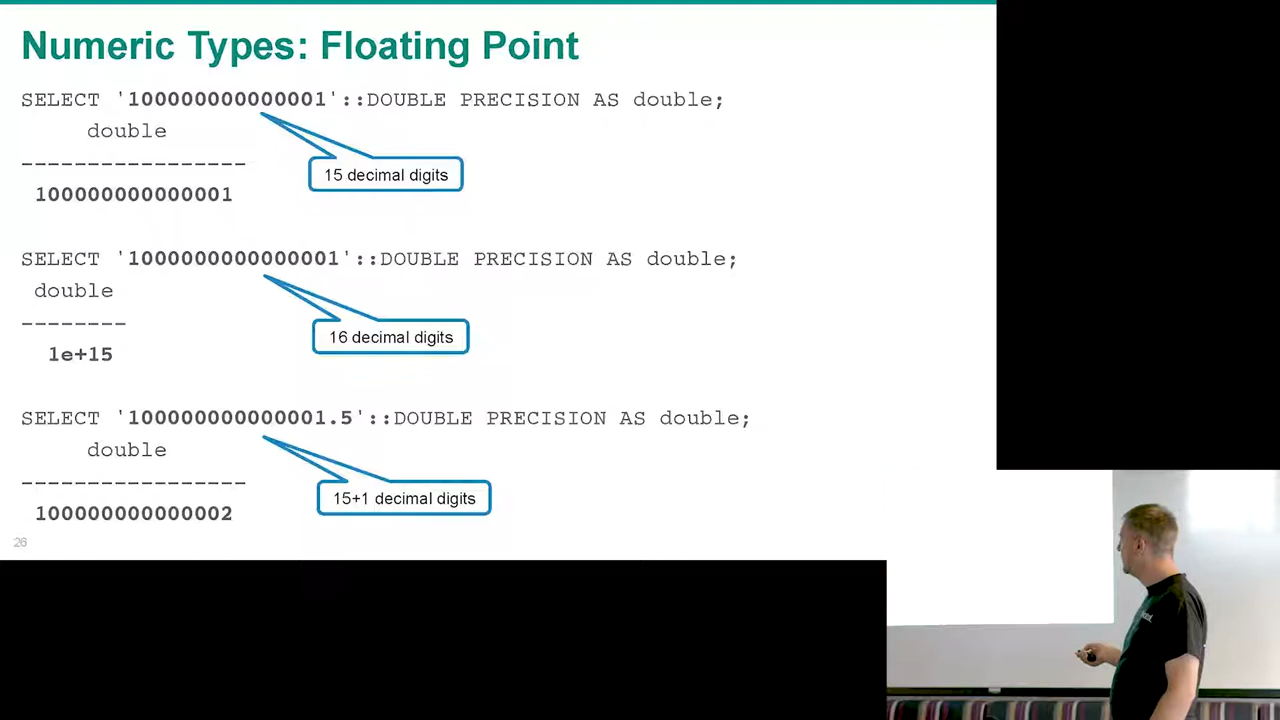 Numeric Types: Floating Point
SELECT '100000000000001'::DOUBLE PRECISION AS double;
double
-----------------
15 decimal digits
100000000000001
SELECT '1000000000000001'::DOUBLE PRECISION AS double;
double
--------
16 decimal digits
1e+15
SELECT '100000000000001.5'::DOUBLE PRECISION AS double;
double
-----------------
15+1 decimal digits
100000000000002
26